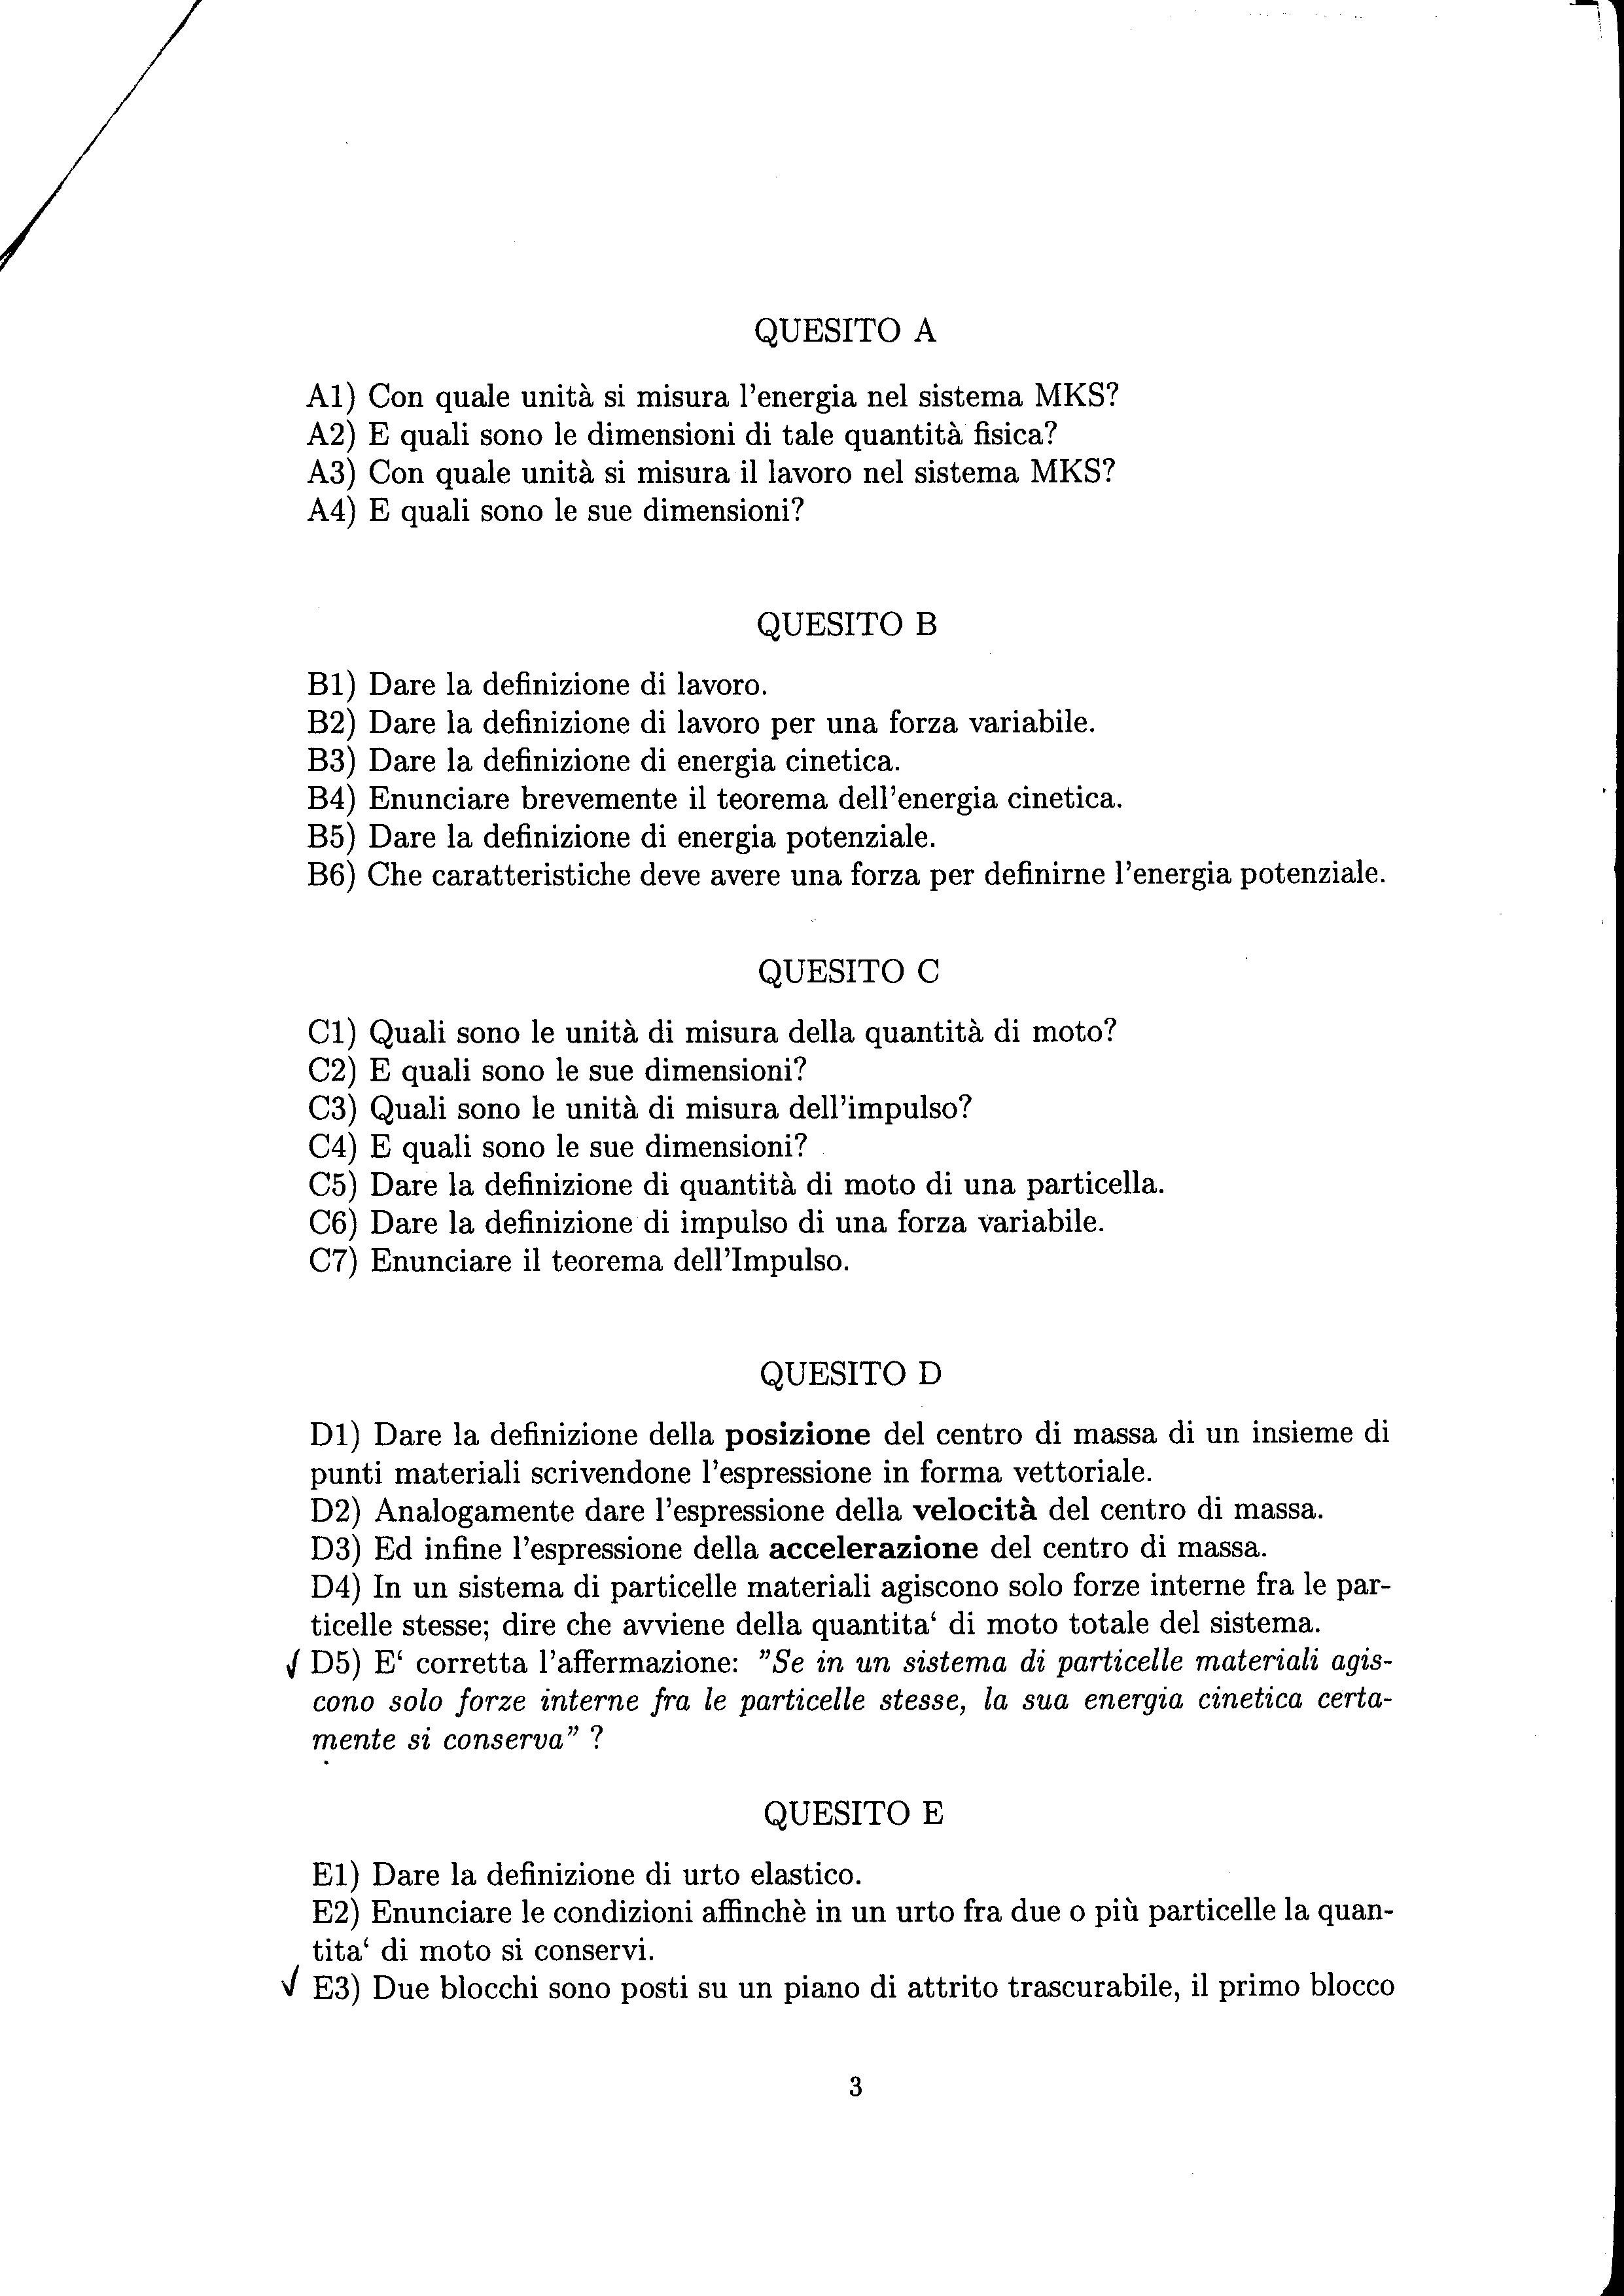 QUESITO A
A1) Con quale unità si misura l'energia nel sistema MKS?
A2) E quali sono le dimensioni di tale quantità fisica?
A3) Con quale unità si misura il lavoro nel sistema MKS?
A4) E quali sono le sue dimensioni?
QUESITO B
B1) Dare la definizione di lavoro.
B2) Dare la definizione di lavoro per una forza variabile.
B3) Dare la definizione di energia cinetica.
B4) Enunciare brevemente il teorema dell'energia cinetica.
B5) Dare la definizione di energia potenziale.
B6) Che caratteristiche deve avere una forza per definirne l'energia potenziale.
QUESITO C
C1) Quali sono le unità di misura della quantità di moto?
C2) E quali sono le sue dimensioni?
C3) Quali sono le unità di misura dell'impulso?
C4) E quali sono le sue dimensioni?
C5) Dare la definizione di quantità di moto di una particella.
C6) Dare la definizione di impulso di una forza variabile.
C7) Enunciare il teorema dell'Impulso.
QUESITO D
D1) Dare la definizione della posizione del centro di massa di un insieme di
punti materiali scrivendone l'espressione in forma vettoriale.
D2) Analogamente dare l'espressione della velocità del centro di massa.
D3) Ed infine l'espressione della accelerazione del centro di massa.
D4) In un sistema di particelle materiali agiscono solo forze interne fra le par-
ticelle stesse; dire che avviene della quantita‘ di moto totale del sistema.
√ D5) E‘ corretta l'affermazione: ”Se in un sistema di particelle materiali agis-
cono solo forze interne fra le particelle stesse, la sua energia cinetica certa-
mente si conserva” ?
QUESITO E
E1) Dare la definizione di urto elastico.
E2) Enunciare le condizioni affinchè in un urto fra due o più particelle la quan-
tita‘ di moto si conservi.
√ E3) Due blocchi sono posti su un piano di attrito trascurabile, il primo blocco
3